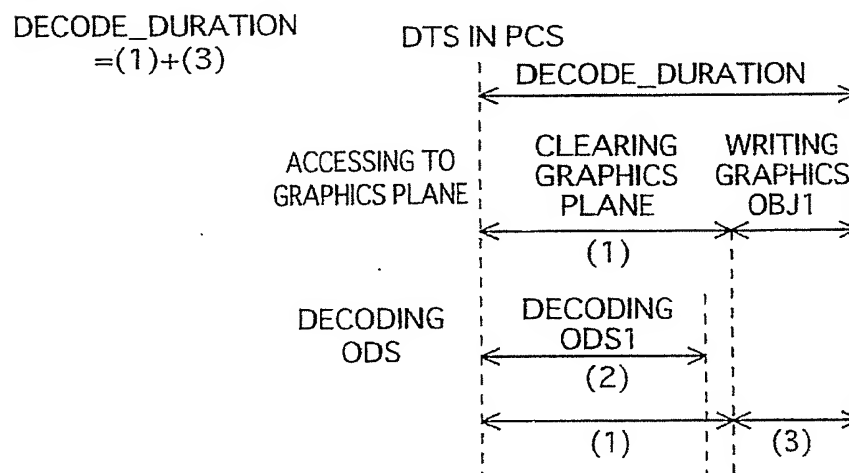 DECODE_DURATION
=(1)+(3)
DTS IN PCS
DECODE_DURATION
ACCESSING TO
GRAPHICS PLANE
CLEARING
GRAPHICS
PLANE
(1)
WRITING
GRAPHICS
OBJ1
DECODING
ODS
DECODING
ODS1
(2)
(1)
(3)